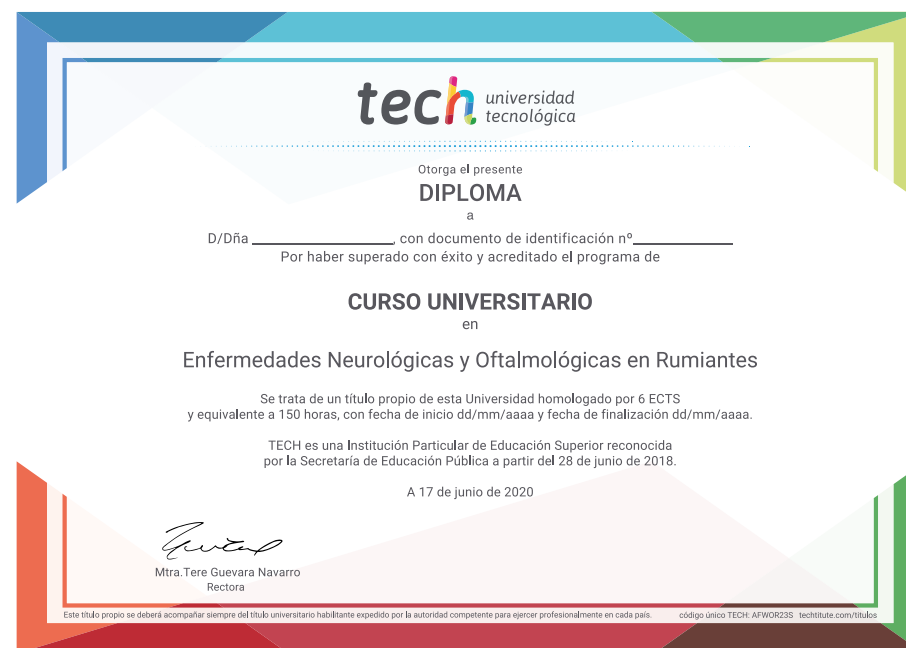 tech universidad
tecnológica
Otorga el presente
DIPLOMA
a
D/Dña ______________, con documento de identificación nº__________
Por haber superado con éxito y acreditado el programa de
CURSO UNIVERSITARIO
en
Enfermedades Neurológicas y Oftalmológicas en Rumiantes
Se trata de un título propio de esta Universidad homologado por 6 ECTS
y equivalente a 150 horas, con fecha de inicio dd/mm/aaaa y fecha de finalización dd/mm/aaaa.
TECH es una Institución Particular de Educación Superior reconocida
por la Secretaría de Educación Pública a partir del 28 de junio de 2018.
A 17 de junio de 2020
Mtra.Tere Guevara Navarro
Rectora
Este título propio se deberá acompañar siempre del título universitario habilitante expedido por la autoridad competente para ejercer profesionalmente en cada país. código único TECH: AFWOR23S techtitute.com/titulos